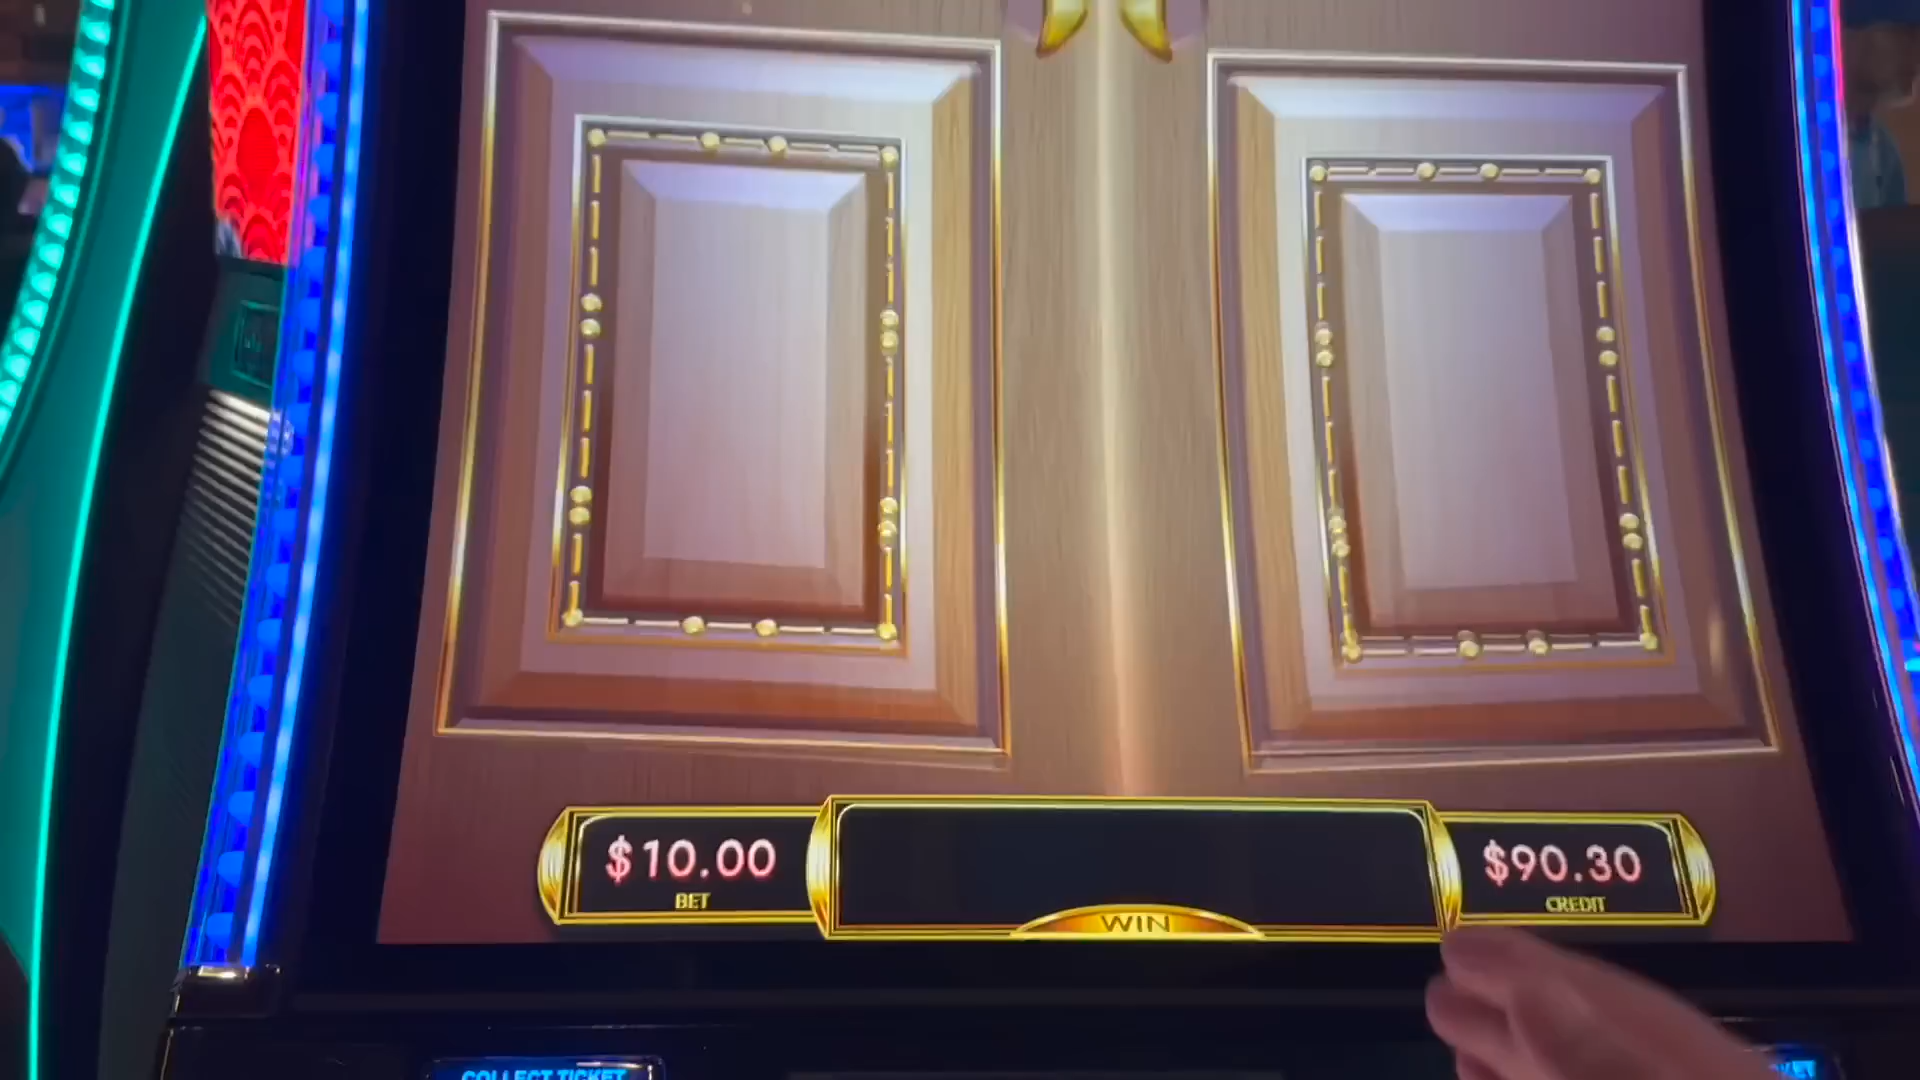 $10.00
BET
WIN
$90.30
CREDIT
COLLECT TICKET